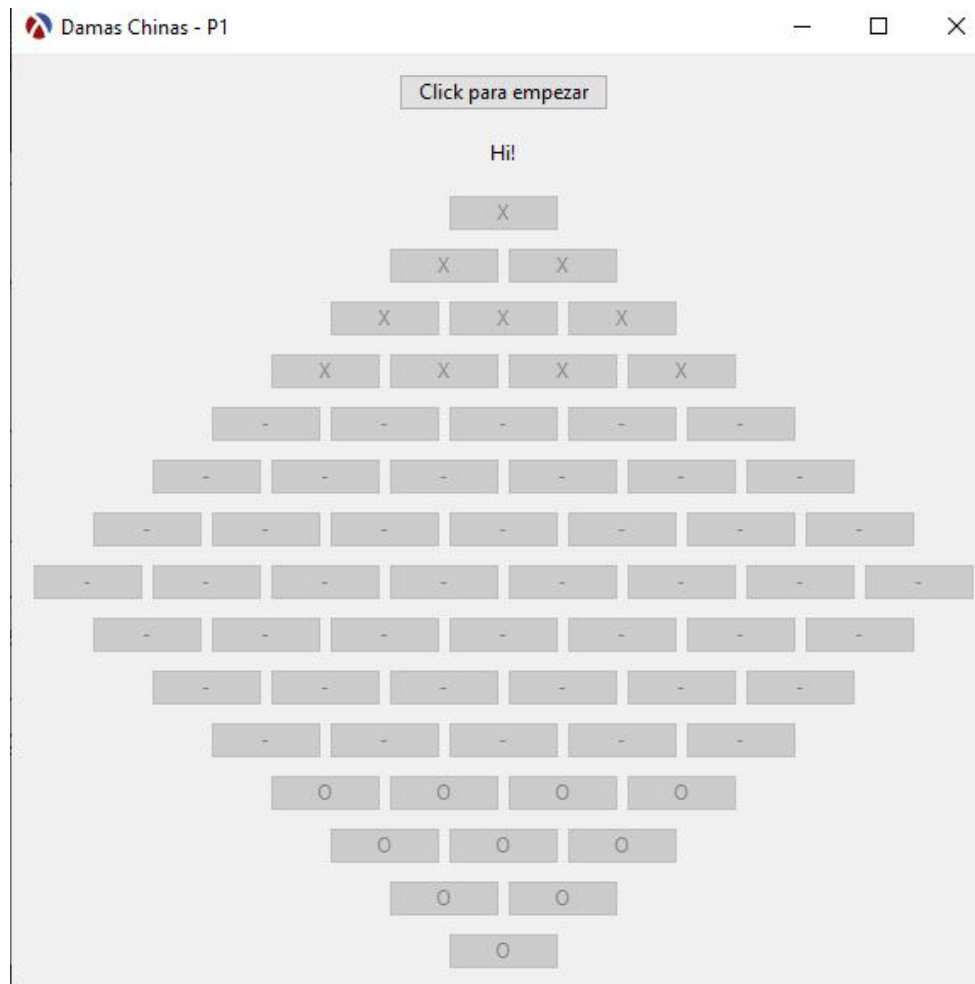 Damas Chinas - P1
Click para empezar
Hi!
X
X X
X X X
X X X X
- - - - -
- - - - - -
- - - - - - -
- - - - - - - -
- - - - - - -
- - - - - -
- - - - -
O O O O
O O O
O O
O